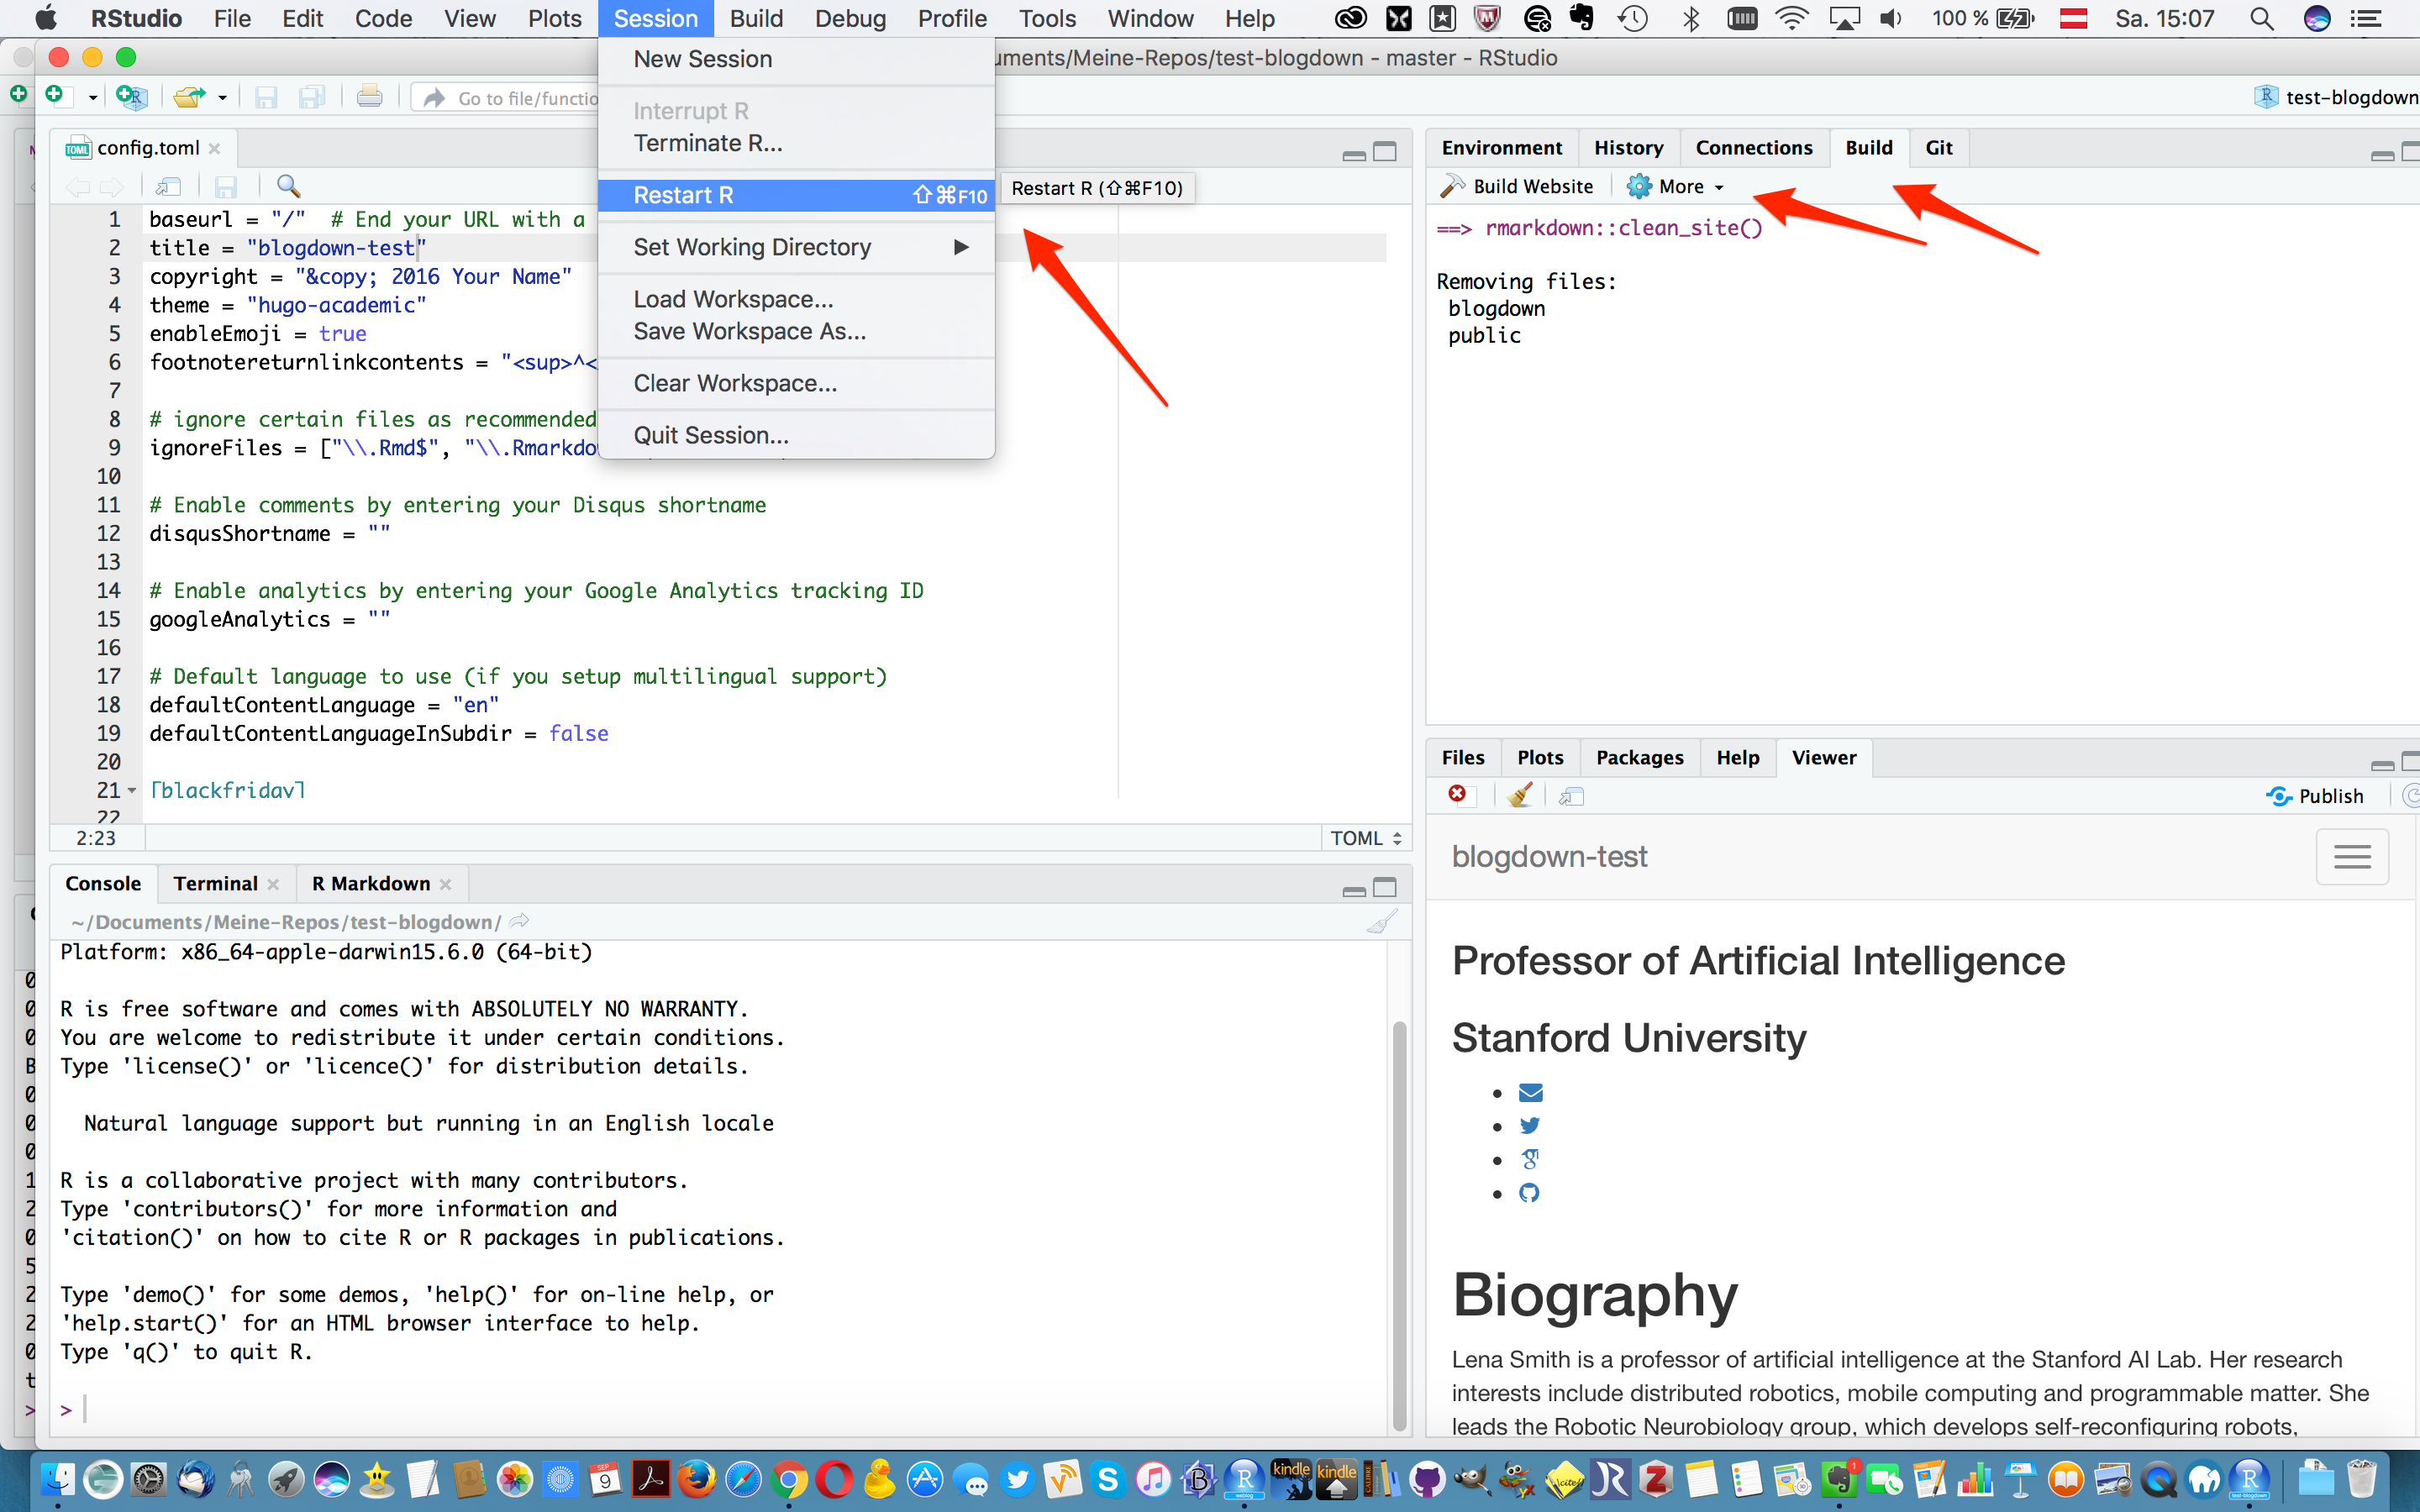 RStudio File Edit Code View Plots Session Build Debug Profile Tools Window Help 100 % Sa. 15:07
uments/Meine-Repos/test-blogdown - master - RStudio
Go to file/functio
test-blogdown
New Session
Interrupt R
Terminate R...
Restart R ⇧⌘F10
Restart R (⇧⌘F10)
Set Working Directory ▶
Load Workspace...
Save Workspace As...
Clear Workspace...
Quit Session...
TOML config.toml
1 baseurl = "/"  # End your URL with a
2 title = "blogdown-test"
3 copyright = "&copy; 2016 Your Name"
4 theme = "hugo-academic"
5 enableEmoji = true
6 footnotereturnlinkcontents = "<sup>^<
7
8 # ignore certain files as recommended
9 ignoreFiles = ["\\.Rmd$", "\\.Rmarkdo
10
11 # Enable comments by entering your Disqus shortname
12 disqusShortname = ""
13
14 # Enable analytics by entering your Google Analytics tracking ID
15 googleAnalytics = ""
16
17 # Default language to use (if you setup multilingual support)
18 defaultContentLanguage = "en"
19 defaultContentLanguageInSubdir = false
20
21 [blackfriday]
22
2:23 TOML
Console Terminal R Markdown
~/Documents/Meine-Repos/test-blogdown/
Platform: x86_64-apple-darwin15.6.0 (64-bit)
R is free software and comes with ABSOLUTELY NO WARRANTY.
You are welcome to redistribute it under certain conditions.
Type 'license()' or 'licence()' for distribution details.
Natural language support but running in an English locale
R is a collaborative project with many contributors.
Type 'contributors()' for more information and
'citation()' on how to cite R or R packages in publications.
Type 'demo()' for some demos, 'help()' for on-line help, or
'help.start()' for an HTML browser interface to help.
Type 'q()' to quit R.
>
Environment History Connections Build Git
Build Website More
==> rmarkdown::clean_site()
Removing files:
blogdown
public
Files Plots Packages Help Viewer
Publish
blogdown-test
Professor of Artificial Intelligence
Stanford University
Biography
Lena Smith is a professor of artificial intelligence at the Stanford AI Lab. Her research
interests include distributed robotics, mobile computing and programmable matter. She
leads the Robotic Neurobiology group, which develops self-reconfiguring robots,
SEP
9
kindle
kindle
1